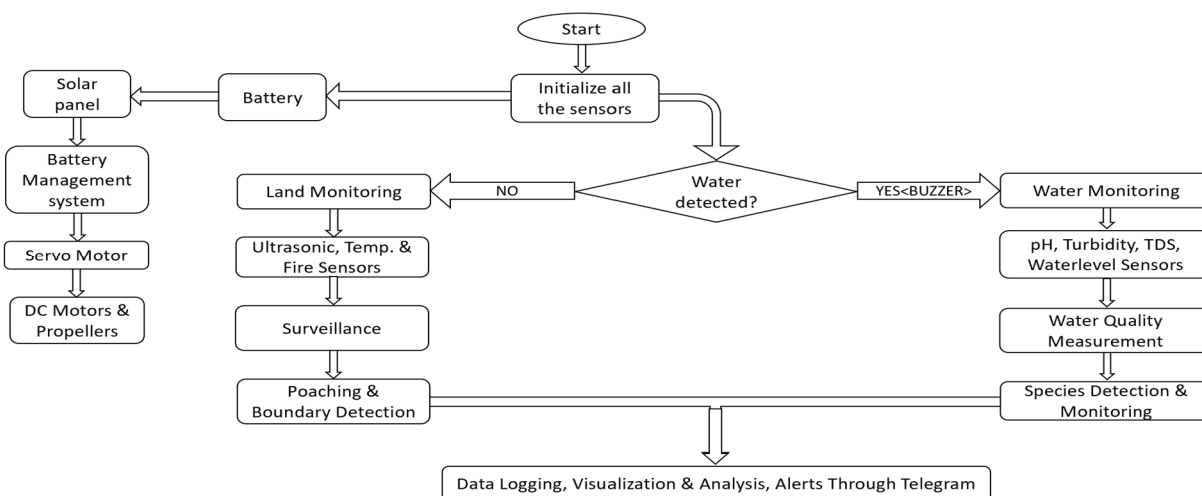 Start
Initialize all
the sensors
Battery
Solar
panel
Battery
Management
system
Servo Motor
DC Motors &
Propellers
Water
detected?
NO
YES<BUZZER>
Land Monitoring
Ultrasonic, Temp. &
Fire Sensors
Surveillance
Poaching &
Boundary Detection
Water Monitoring
pH, Turbidity, TDS,
Waterlevel Sensors
Water Quality
Measurement
Species Detection &
Monitoring
Data Logging, Visualization & Analysis, Alerts Through Telegram